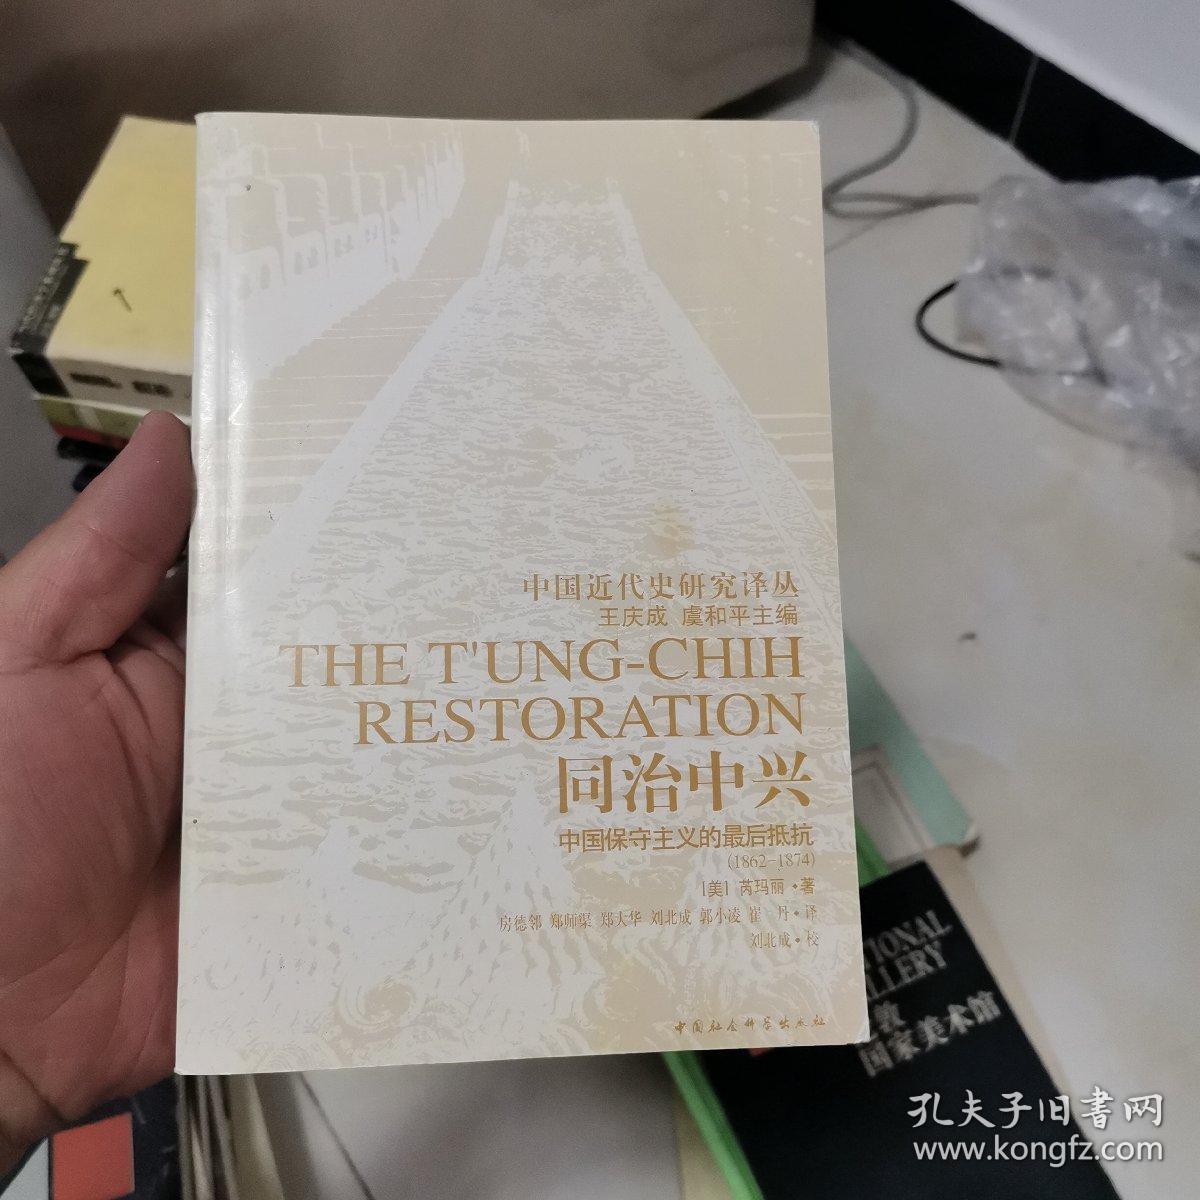 中国近代史研究译丛
王庆成 虞和平主编
THE T'UNG-CHIH
RESTORATION
同治中兴
中国保守主义的最后抵抗
(1862-1874)
[美] 芮玛丽·著
房德邻 郑师渠 郑大华 刘北成 郭小凌 崔 丹·译
刘北成·校
中国社会科学出版社
国家美术馆
孔夫子旧书网
www.kongfz.com